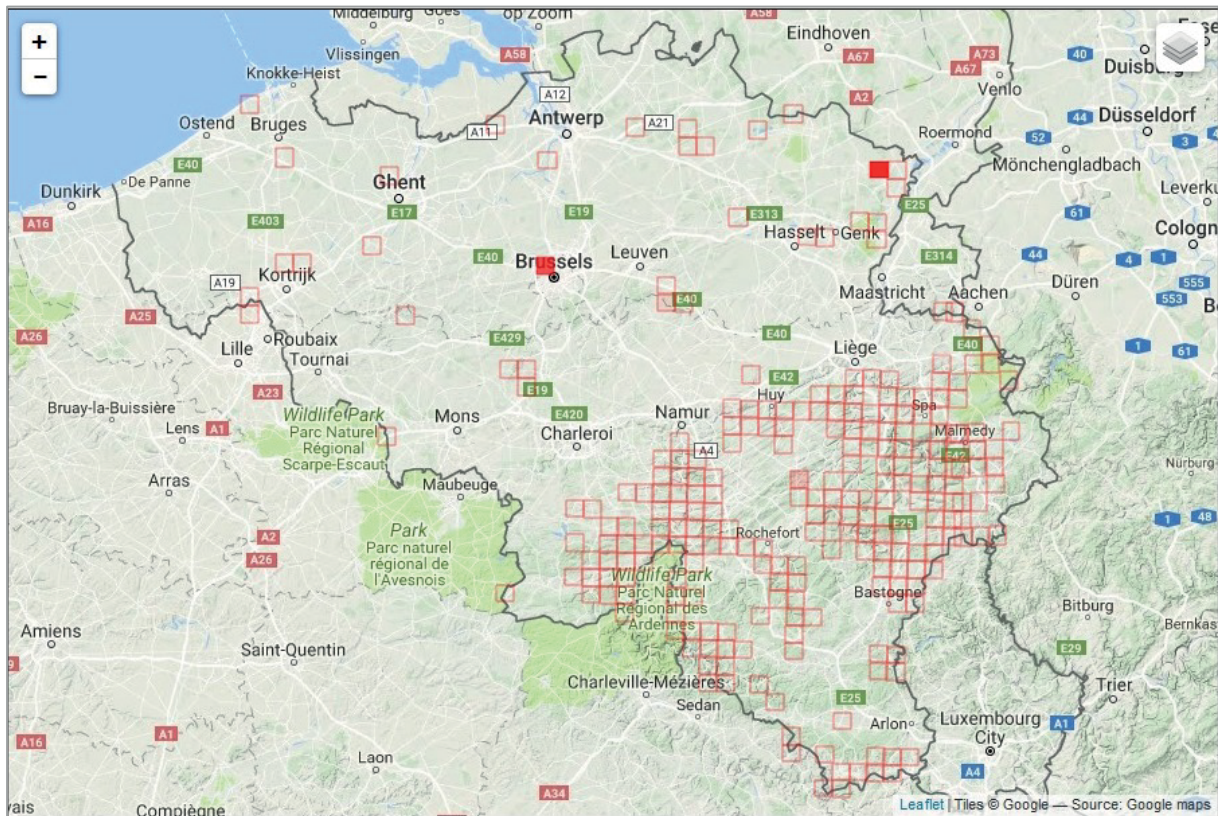 +
−
Middelburg
Goes
op Zoom
A58
Eindhoven
A73
A67
A67
40
Duisburg
Vlissingen
A58
Knokke-Heist
A12
A2
Venlo
Ostend
Bruges
A11
Antwerp
A21
Roermond
52
44
Düsseldorf
Mönchengladbach
3
E40
De Panne
Dunkirk
Ghent
E17
E19
E313
E25
Leverku
A16
E403
Hasselt
Genk
61
Cologn
E40
Brussels
Leuven
E314
44
4
1
Kortrijk
A19
Maastricht
Aachen
Düren
555
553
E40
A25
Roubaix
Lille
Tournai
E429
E40
Liège
E40
1
61
A26
A23
E19
E42
Huy
Spa
Bruay-la-Buissière
Lens
A1
Wildlife Park
Parc Naturel
Régional
Scarpe-Escaut
Mons
E420
Charleroi
Namur
A4
Malmedy
E42
Nürburg-
Arras
Maubeuge
1
48
A2
A26
Park
Parc naturel
régional de
l'Avesnois
Rochefort
E25
Wildlife Park
Parc Naturel
Régional des
Ardennes
Bastogne
Bitburg
Bernkas
Amiens
Saint-Quentin
E29
Charleville-Mézières
Sedan
E25
Trier
Arlon
Luxembourg
City
A1
A16
A1
Laon
A4
A34
vais
Compiègne
Leaflet | Tiles © Google — Source: Google maps